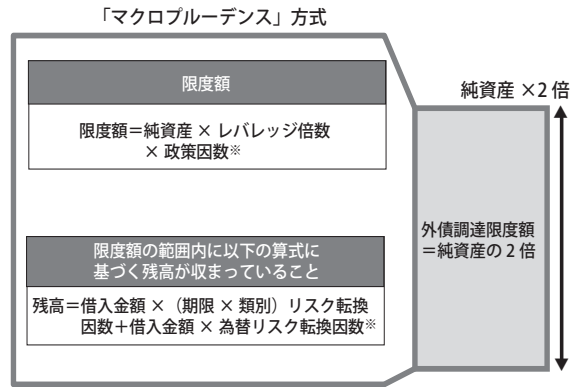 「マクロプルーデンス」方式
限度額
限度額＝純資産 × レバレッジ倍数
× 政策因数※
限度額の範囲内に以下の算式に
基づく残高が収まっていること
残高＝借入金額 ×（期限 × 類別）リスク転換
因数＋借入金額 × 為替リスク転換因数※
純資産 ×2 倍
外債調達限度額
＝純資産の 2 倍